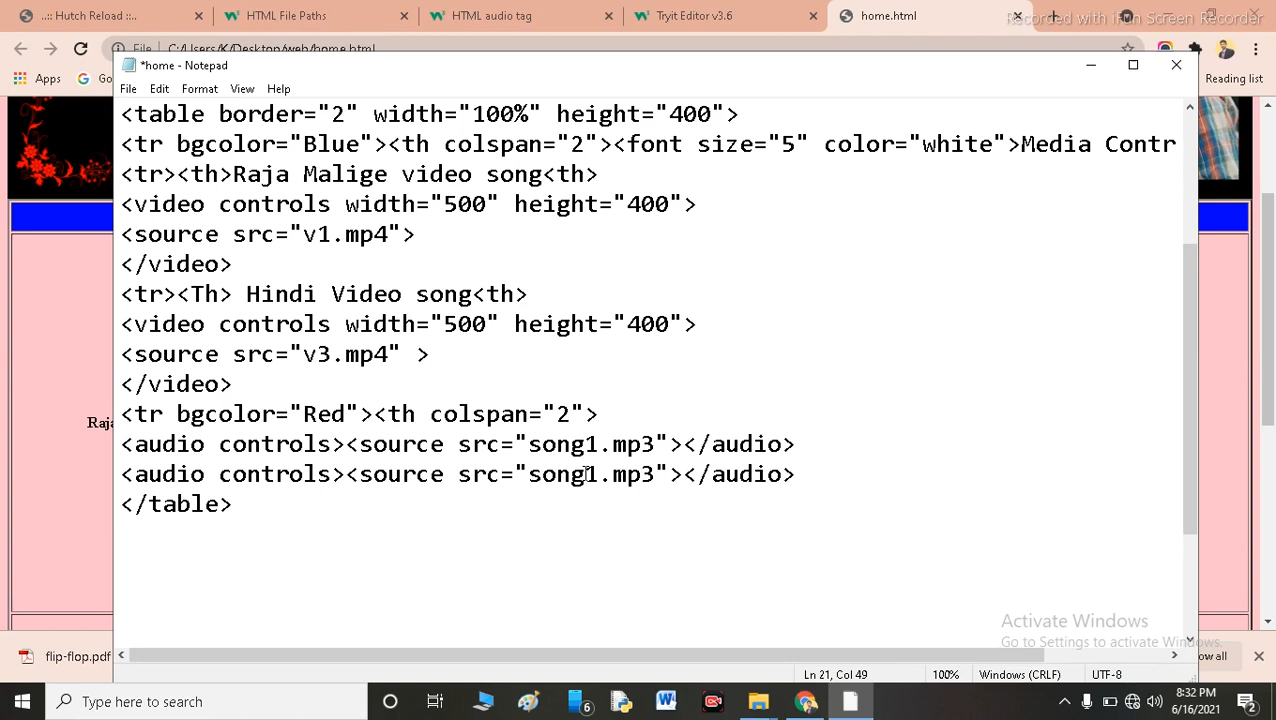 ..:: Hutch Reload ::..
HTML File Paths
HTML audio tag
Tryit Editor v3.6
home.html
Recorded with iFun Screen Recorder
File
C:/Users/K/Desktop/web/home.html
Apps
Reading list
*home - Notepad
File Edit Format View Help
<table border="2" width="100%" height="400">
<tr bgcolor="Blue"><th colspan="2"><font size="5" color="white">Media Contr
<tr><th>Raja Malige video song<th>
<video controls width="500" height="400">
<source src="v1.mp4">
</video>
<tr><Th> Hindi Video song<th>
<video controls width="500" height="400">
<source src="v3.mp4" >
</video>
<tr bgcolor="Red"><th colspan="2">
<audio controls><source src="song1.mp3"></audio>
<audio controls><source src="song1.mp3"></audio>
</table>
Raja
Activate Windows
Go to Settings to activate Windows.
flip-flop.pdf
Ln 21, Col 49
100%
Windows (CRLF)
UTF-8
Type here to search
6
8:32 PM
6/16/2021
2